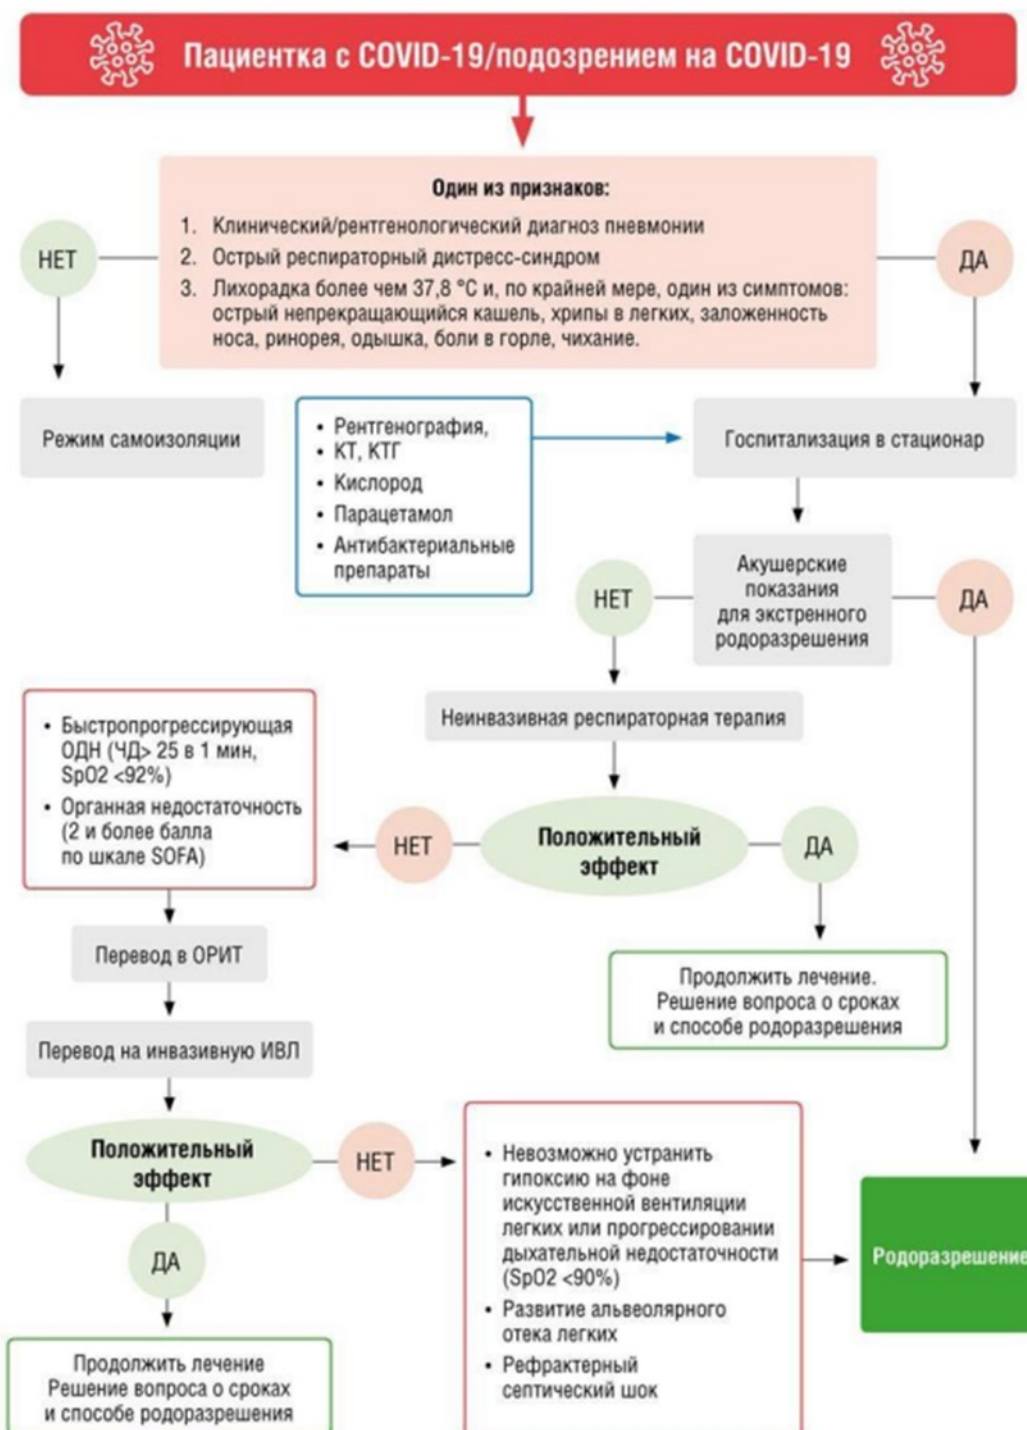 Пациентка с COVID-19/подозрением на COVID-19
Один из признаков:
1. Клинический/рентгенологический диагноз пневмонии
2. Острый респираторный дистресс-синдром
3. Лихорадка более чем 37,8 °C и, по крайней мере, один из симптомов:
острый непрекращающийся кашель, хрипы в легких, заложенность
носа, ринорея, одышка, боли в горле, чихание.
НЕТ
ДА
Режим самоизоляции
• Рентгенография,
• КТ, КТГ
• Кислород
• Парацетамол
• Антибактериальные
препараты
Госпитализация в стационар
Акушерские
показания
для экстренного
родоразрешения
НЕТ
ДА
Неинвазивная респираторная терапия
• Быстропрогрессирующая
ОДН (ЧД> 25 в 1 мин,
SpO2 <92%)
• Органная недостаточность
(2 и более балла
по шкале SOFA)
НЕТ
Положительный
эффект
ДА
Перевод в ОРИТ
Продолжить лечение.
Решение вопроса о сроках
и способе родоразрешения
Перевод на инвазивную ИВЛ
Положительный
эффект
НЕТ
ДА
• Невозможно устранить
гипоксию на фоне
искусственной вентиляции
легких или прогрессировании
дыхательной недостаточности
(SpO2 <90%)
• Развитие альвеолярного
отека легких
• Рефрактерный
септический шок
Родоразрешение
Продолжить лечение
Решение вопроса о сроках
и способе родоразрешения